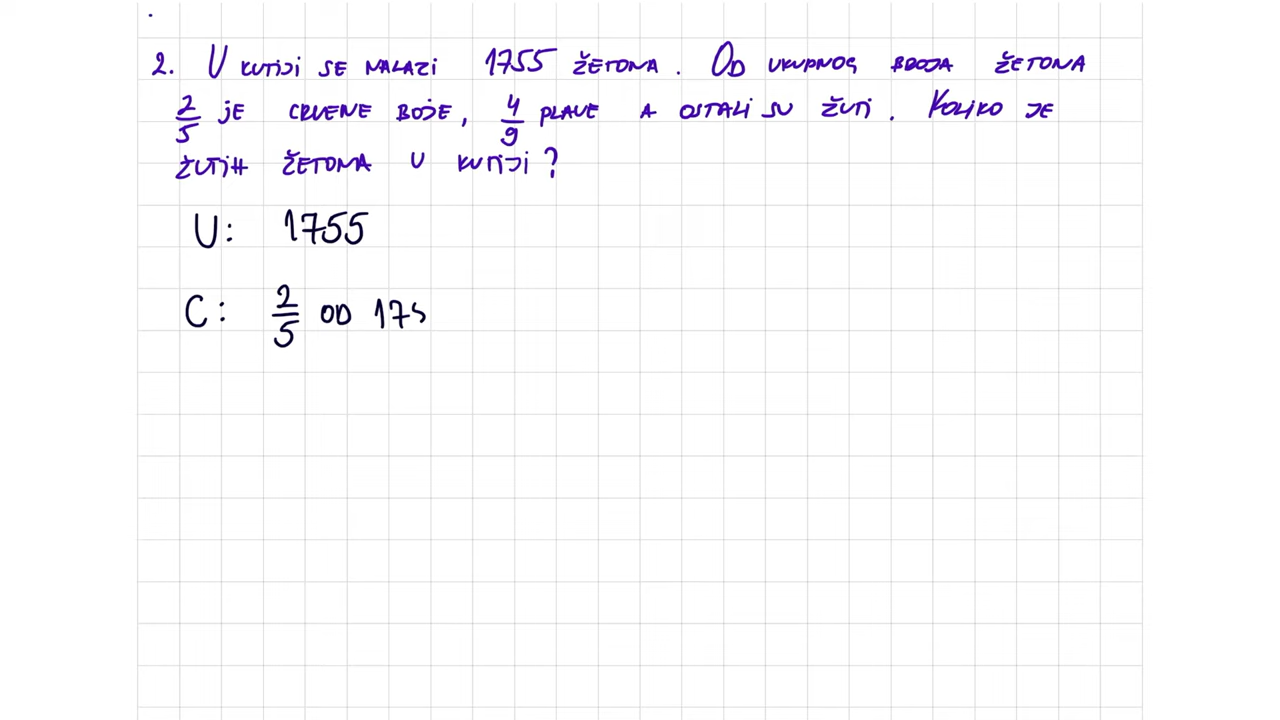 2. U KUTIJI SE NALAZI 1755 ŽETONA. OD UKUPNOG BROJA ŽETONA
2/5 JE CRVENE BOJE, 4/9 PLAVE A OSTALI SU ŽUTI. KOLIKO JE
ŽUTIH ŽETONA U KUTIJI?
U: 1755
C: 2/5 OD 175